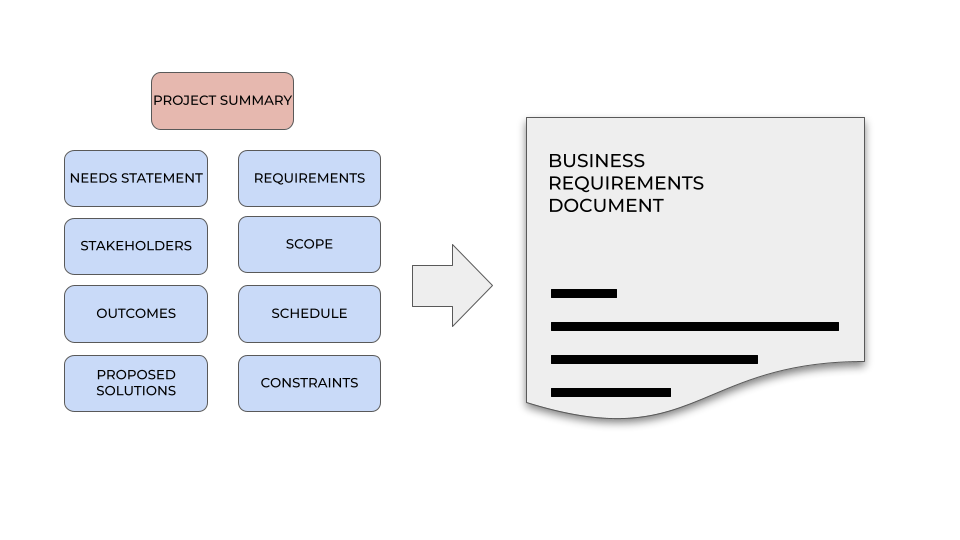 PROJECT SUMMARY
NEEDS STATEMENT
REQUIREMENTS
STAKEHOLDERS
SCOPE
OUTCOMES
SCHEDULE
PROPOSED
SOLUTIONS
CONSTRAINTS
BUSINESS
REQUIREMENTS
DOCUMENT